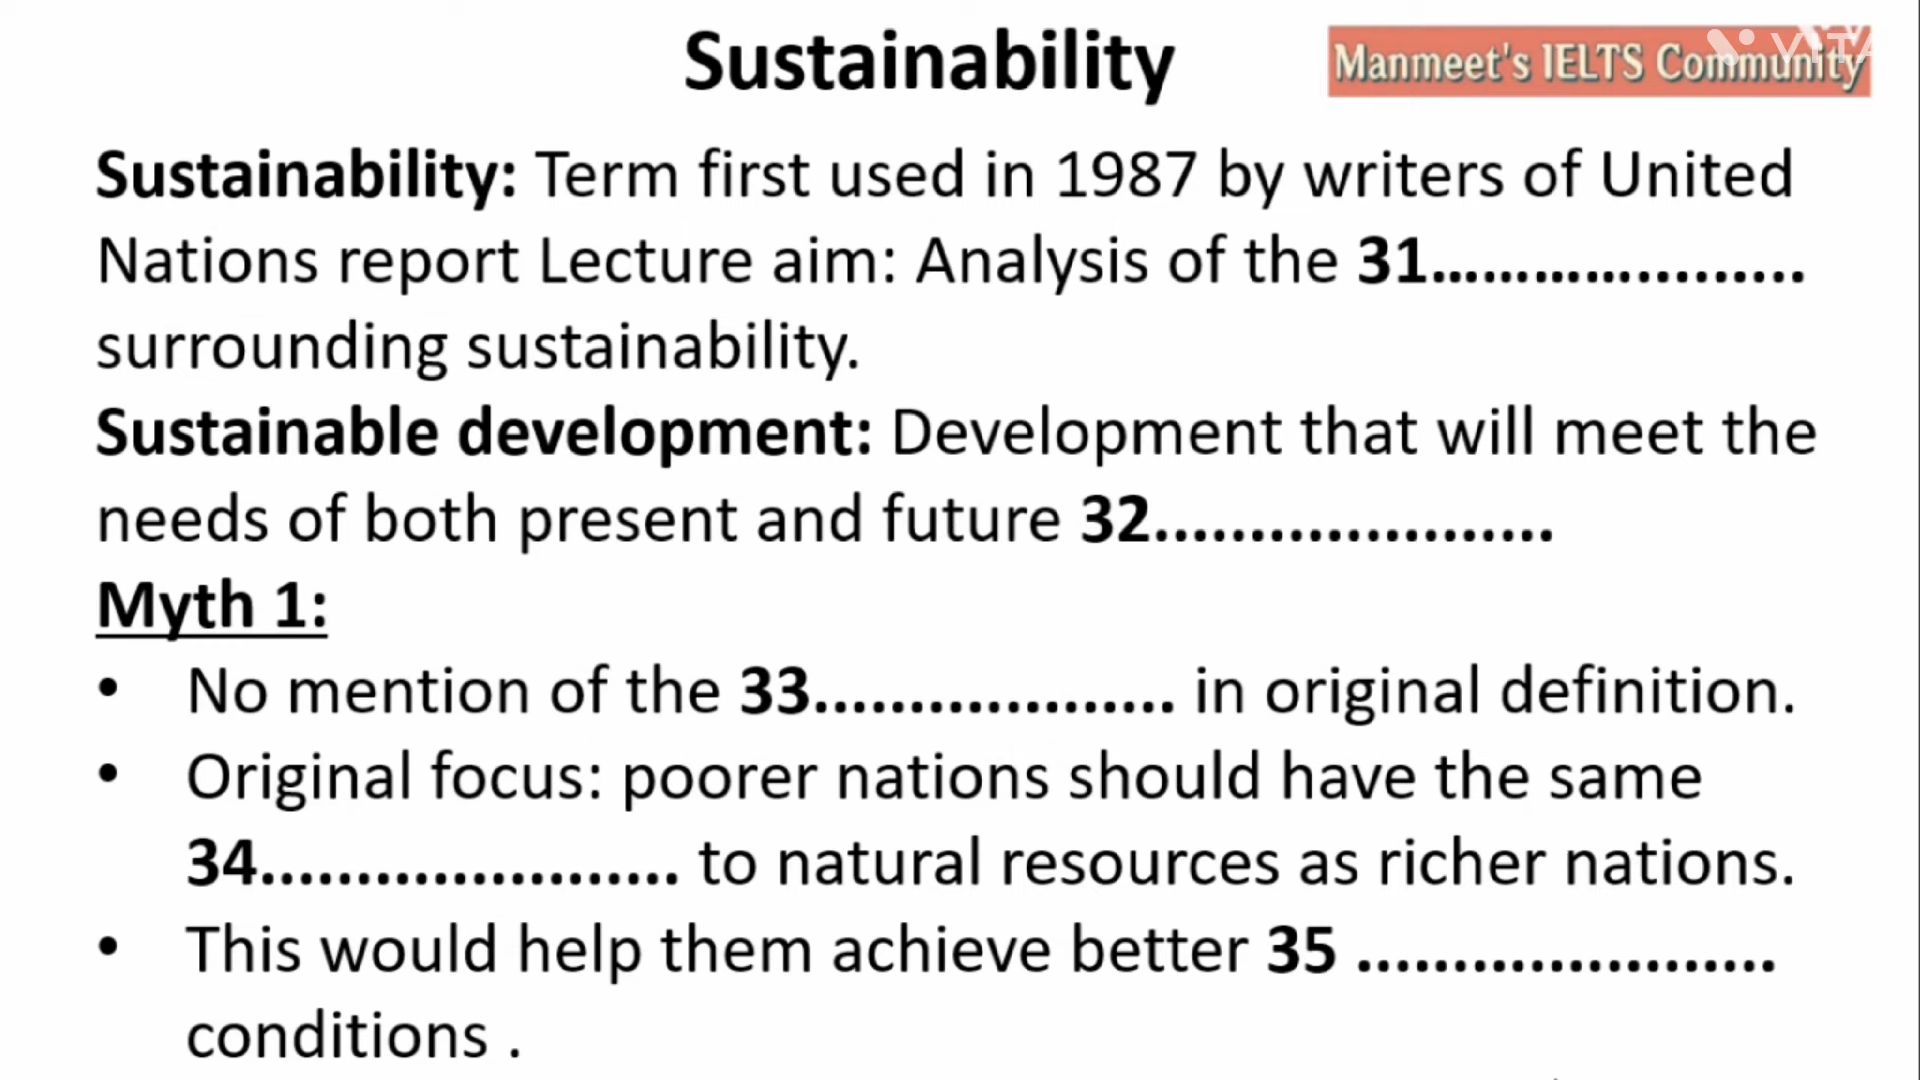 Sustainability
Manmeet's IELTS Community
VITA
Sustainability: Term first used in 1987 by writers of United
Nations report Lecture aim: Analysis of the 31.....................
surrounding sustainability.
Sustainable development: Development that will meet the
needs of both present and future 32.....................
Myth 1:
• No mention of the 33................... in original definition.
• Original focus: poorer nations should have the same
34...................... to natural resources as richer nations.
• This would help them achieve better 35 ......................
conditions .